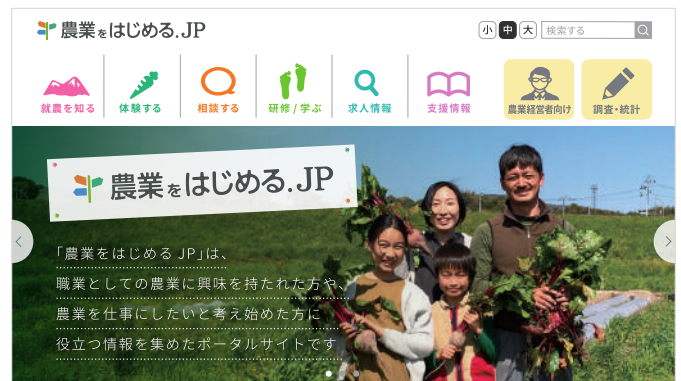 農業をはじめる.JP
小 中 大 検索する
就農を知る 体験する 相談する 研修/学ぶ 求人情報 支援情報 農業経営者向け 調査・統計
農業をはじめる.JP
「農業をはじめる JP」は、
職業としての農業に興味を持たれた方や、
農業を仕事にしたいと考え始めた方に
役立つ情報を集めたポータルサイトです